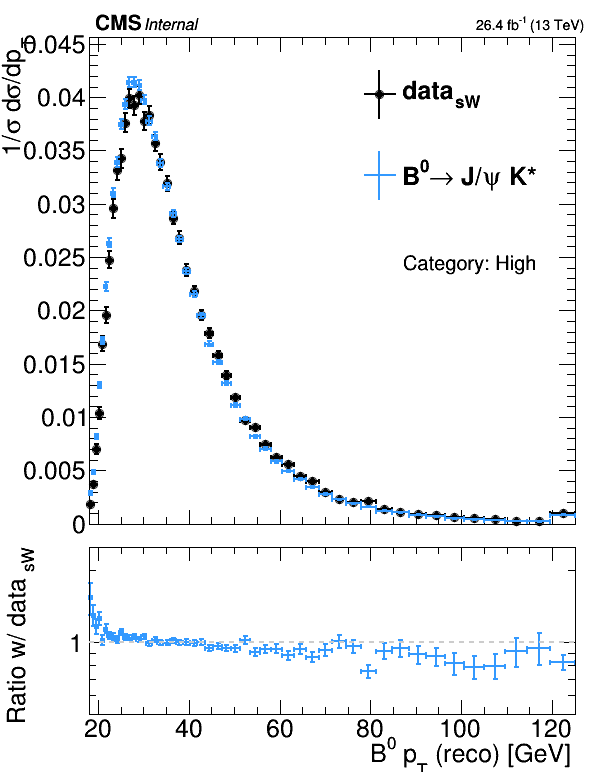 CMS Internal 26.4 fb⁻¹ (13 TeV)
1/σ dσ/dp_T
0.045
0.04
0.035
0.03
0.025
0.02
0.015
0.01
0.005
0
data_sW
B⁰→ J/ψ K*
Category: High
Ratio w/ data_sW
1
20 40 60 80 100 120
B⁰ p_T (reco) [GeV]